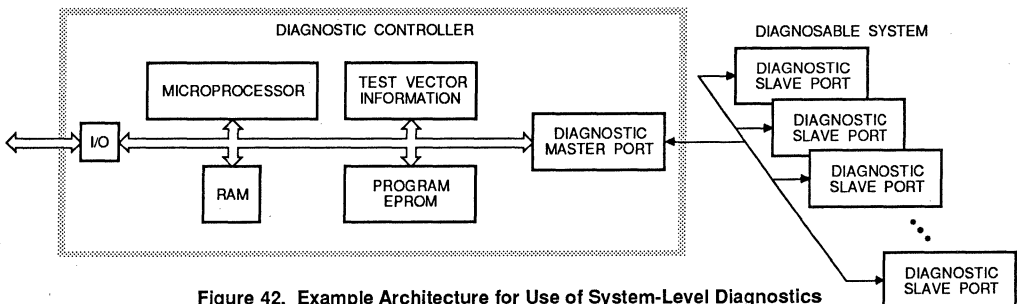 DIAGNOSTIC CONTROLLER
DIAGNOSABLE SYSTEM
MICROPROCESSOR
TEST VECTOR
INFORMATION
I/O
RAM
PROGRAM
EPROM
DIAGNOSTIC
MASTER PORT
DIAGNOSTIC
SLAVE PORT
DIAGNOSTIC
SLAVE PORT
DIAGNOSTIC
SLAVE PORT
DIAGNOSTIC
SLAVE PORT
Figure 42. Example Architecture for Use of System-Level Diagnostics